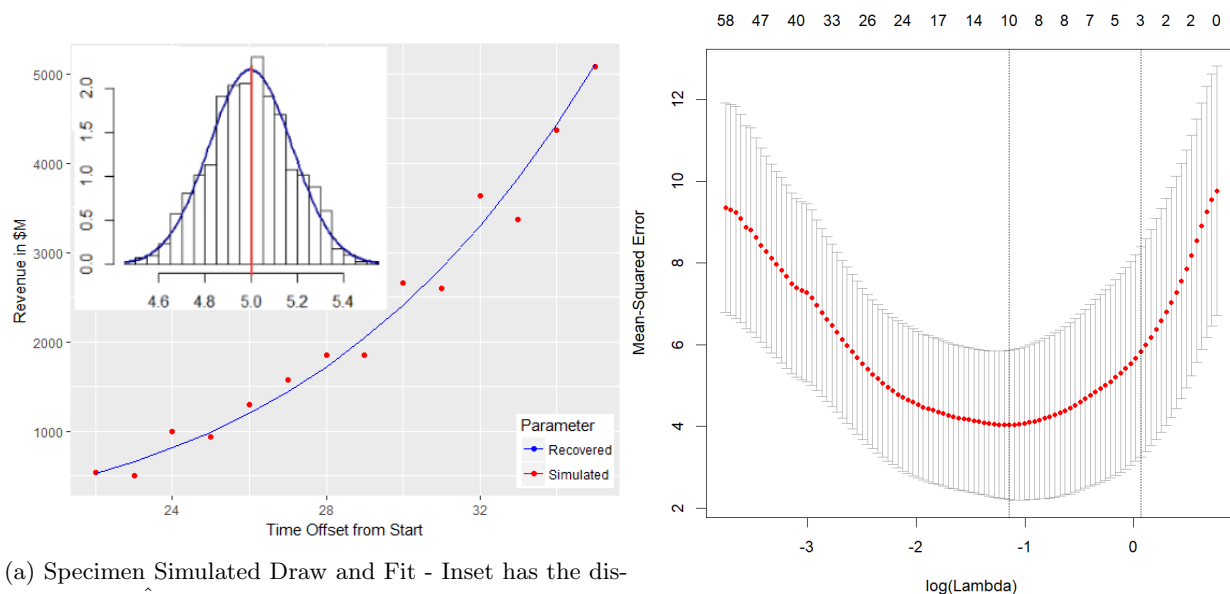 5000
4000
3000
2000
1000
Revenue in $M
2.0
1.5
1.0
0.5
0.0
4.6 4.8 5.0 5.2 5.4
Parameter
Recovered
Simulated
24 28 32
Time Offset from Start
(a) Specimen Simulated Draw and Fit - Inset has the dis-
58 47 40 33 26 24 17 14 10 8 8 7 5 3 2 2 0
12
10
8
6
4
2
Mean-Squared Error
-3 -2 -1 0
log(Lambda)